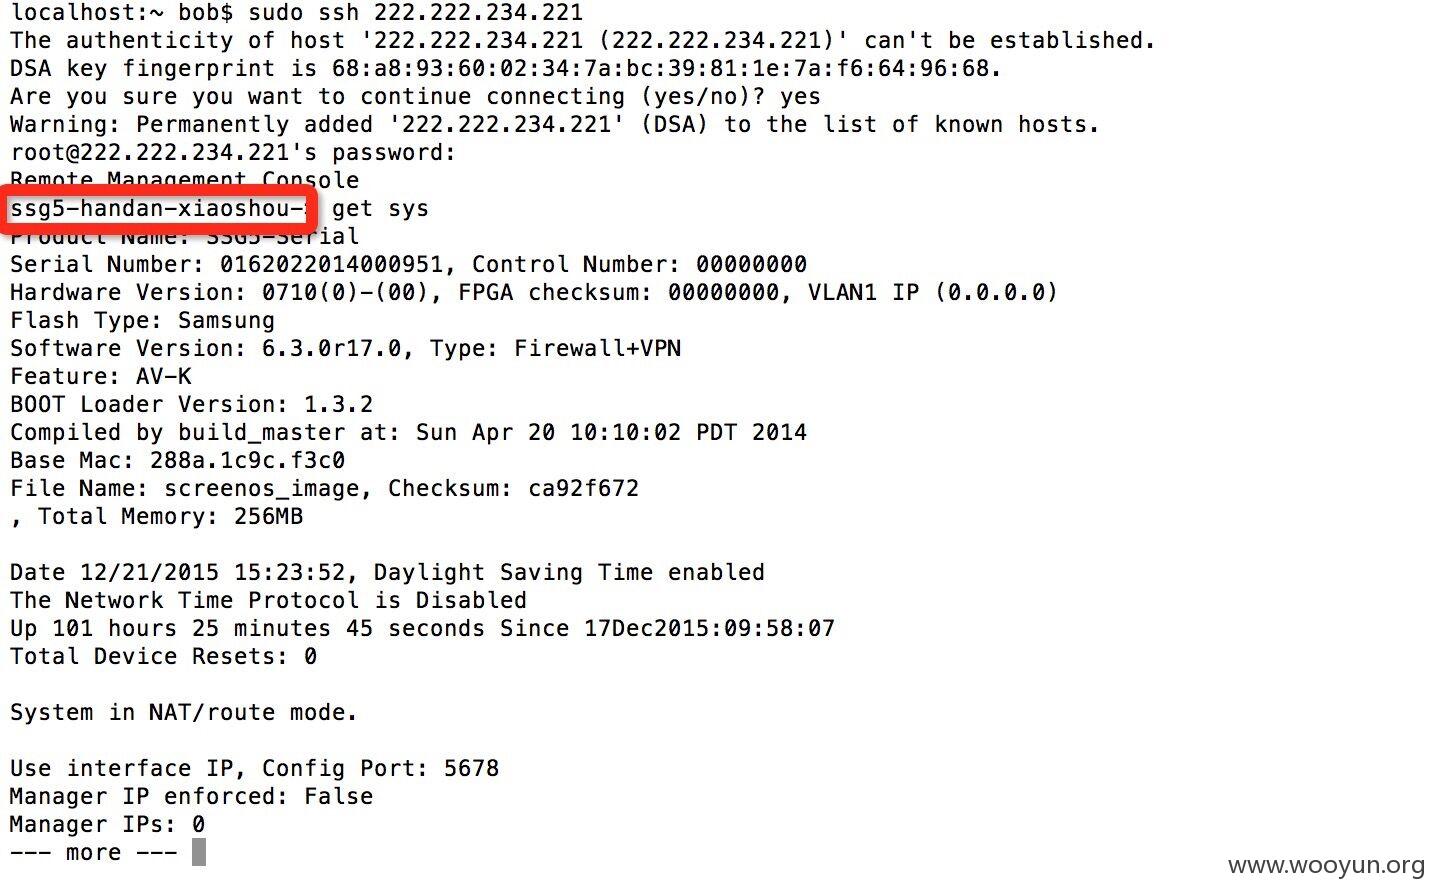 localhost:~ bob$ sudo ssh 222.222.234.221
The authenticity of host '222.222.234.221 (222.222.234.221)' can't be established.
DSA key fingerprint is 68:a8:93:60:02:34:7a:bc:39:81:1e:7a:f6:64:96:68.
Are you sure you want to continue connecting (yes/no)? yes
Warning: Permanently added '222.222.234.221' (DSA) to the list of known hosts.
root@222.222.234.221's password:
Remote Management Console
ssg5-handan-xiaoshou- get sys
Product Name: SSG5-Serial
Serial Number: 0162022014000951, Control Number: 00000000
Hardware Version: 0710(0)-(00), FPGA checksum: 00000000, VLAN1 IP (0.0.0.0)
Flash Type: Samsung
Software Version: 6.3.0r17.0, Type: Firewall+VPN
Feature: AV-K
BOOT Loader Version: 1.3.2
Compiled by build_master at: Sun Apr 20 10:10:02 PDT 2014
Base Mac: 288a.1c9c.f3c0
File Name: screenos_image, Checksum: ca92f672
, Total Memory: 256MB
Date 12/21/2015 15:23:52, Daylight Saving Time enabled
The Network Time Protocol is Disabled
Up 101 hours 25 minutes 45 seconds Since 17Dec2015:09:58:07
Total Device Resets: 0
System in NAT/route mode.
Use interface IP, Config Port: 5678
Manager IP enforced: False
Manager IPs: 0
--- more ---
www.wooyun.org